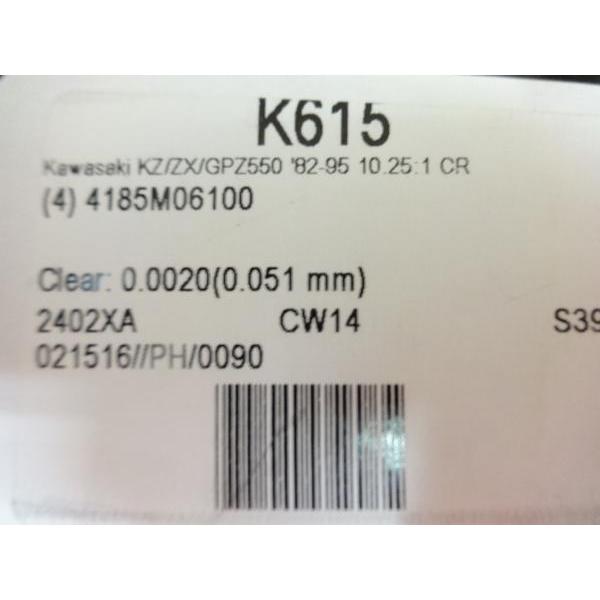 K615
Kawasaki KZ/ZX/GPZ550 '82-95 10.25:1 CR
(4) 4185M06100
Clear: 0.0020(0.051 mm)
2402XA CW14 S39
021516//PH/0090